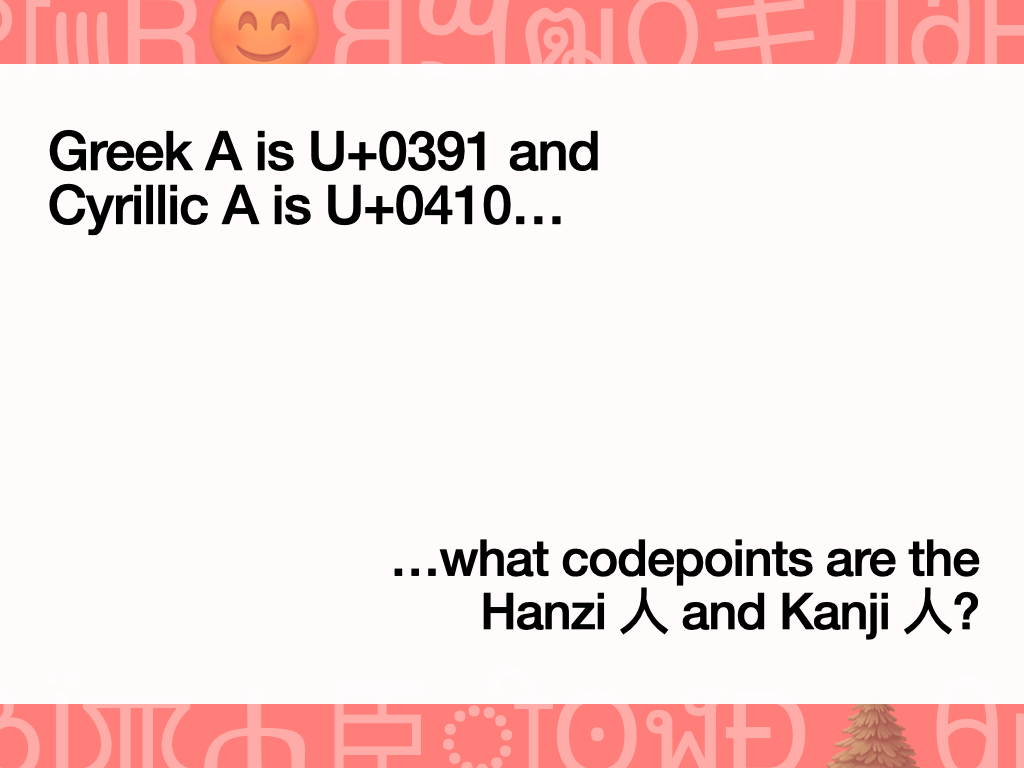 Greek A is U+0391 and
Cyrillic A is U+0410…
…what codepoints are the
Hanzi 人 and Kanji 人?